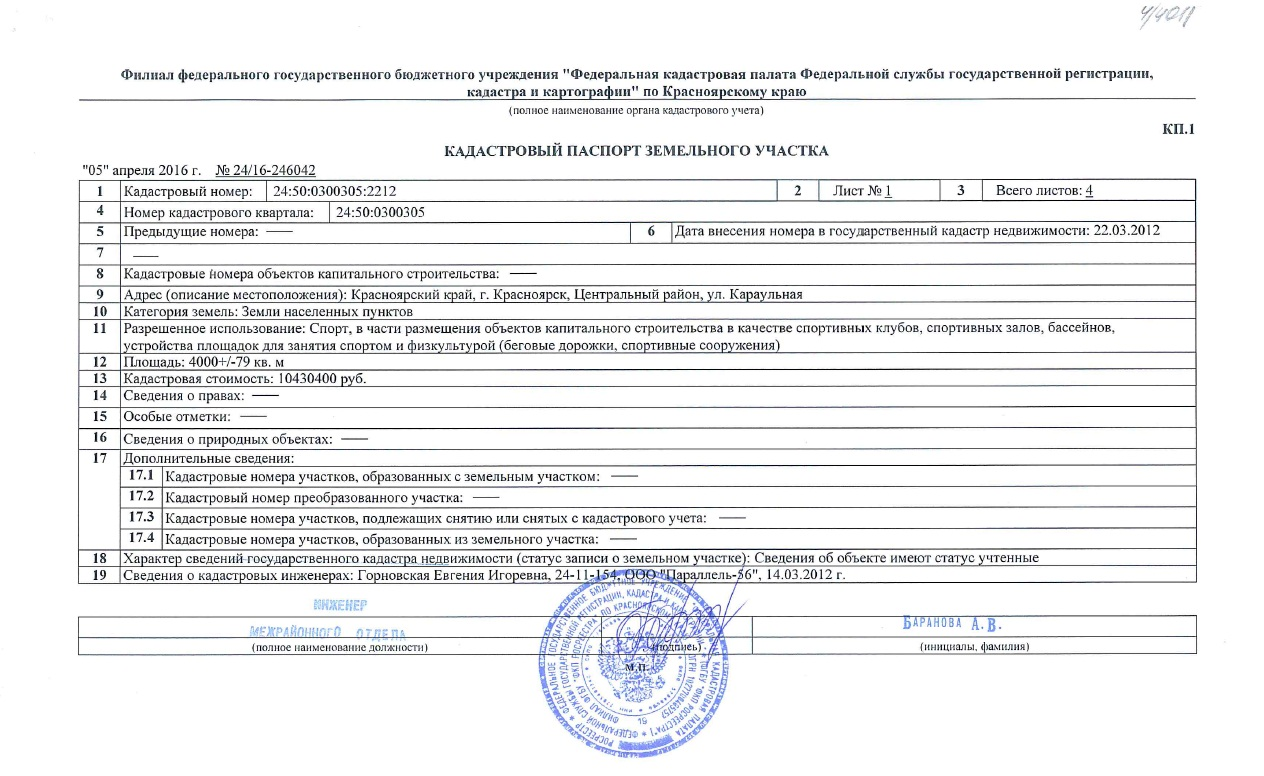 Филиал федерального государственного бюджетного учреждения "Федеральная кадастровая палата Федеральной службы государственной регистрации,
кадастра и картографии" по Красноярскому краю
(полное наименование органа кадастрового учета)
КП.1
КАДАСТРОВЫЙ ПАСПОРТ ЗЕМЕЛЬНОГО УЧАСТКА
"05" апреля 2016 г. № 24/16-246042
1 Кадастровый номер: 24:50:0300305:2212 2 Лист № 1 3 Всего листов: 4
4 Номер кадастрового квартала: 24:50:0300305
5 Предыдущие номера: —— 6 Дата внесения номера в государственный кадастр недвижимости: 22.03.2012
7 ——
8 Кадастровые номера объектов капитального строительства: ——
9 Адрес (описание местоположения): Красноярский край, г. Красноярск, Центральный район, ул. Караульная
10 Категория земель: Земли населенных пунктов
11 Разрешенное использование: Спорт, в части размещения объектов капитального строительства в качестве спортивных клубов, спортивных залов, бассейнов,
устройства площадок для занятия спортом и физкультурой (беговые дорожки, спортивные сооружения)
12 Площадь: 4000+/-79 кв. м
13 Кадастровая стоимость: 10430400 руб.
14 Сведения о правах: ——
15 Особые отметки: ——
16 Сведения о природных объектах: ——
17 Дополнительные сведения:
17.1 Кадастровые номера участков, образованных с земельным участком: ——
17.2 Кадастровый номер преобразованного участка: ——
17.3 Кадастровые номера участков, подлежащих снятию или снятых с кадастрового учета: ——
17.4 Кадастровые номера участков, образованных из земельного участка: ——
18 Характер сведений государственного кадастра недвижимости (статус записи о земельном участке): Сведения об объекте имеют статус учтенные
19 Сведения о кадастровых инженерах: Горновская Евгения Игоревна, 24-11-154, ООО "Параллель-56", 14.03.2012 г.
ИНЖЕНЕР
МЕЖРАЙОННОГО ОТДЕЛА
БАРАНОВА А.В.
(полное наименование должности) (подпись) (инициалы, фамилия)
М.П.